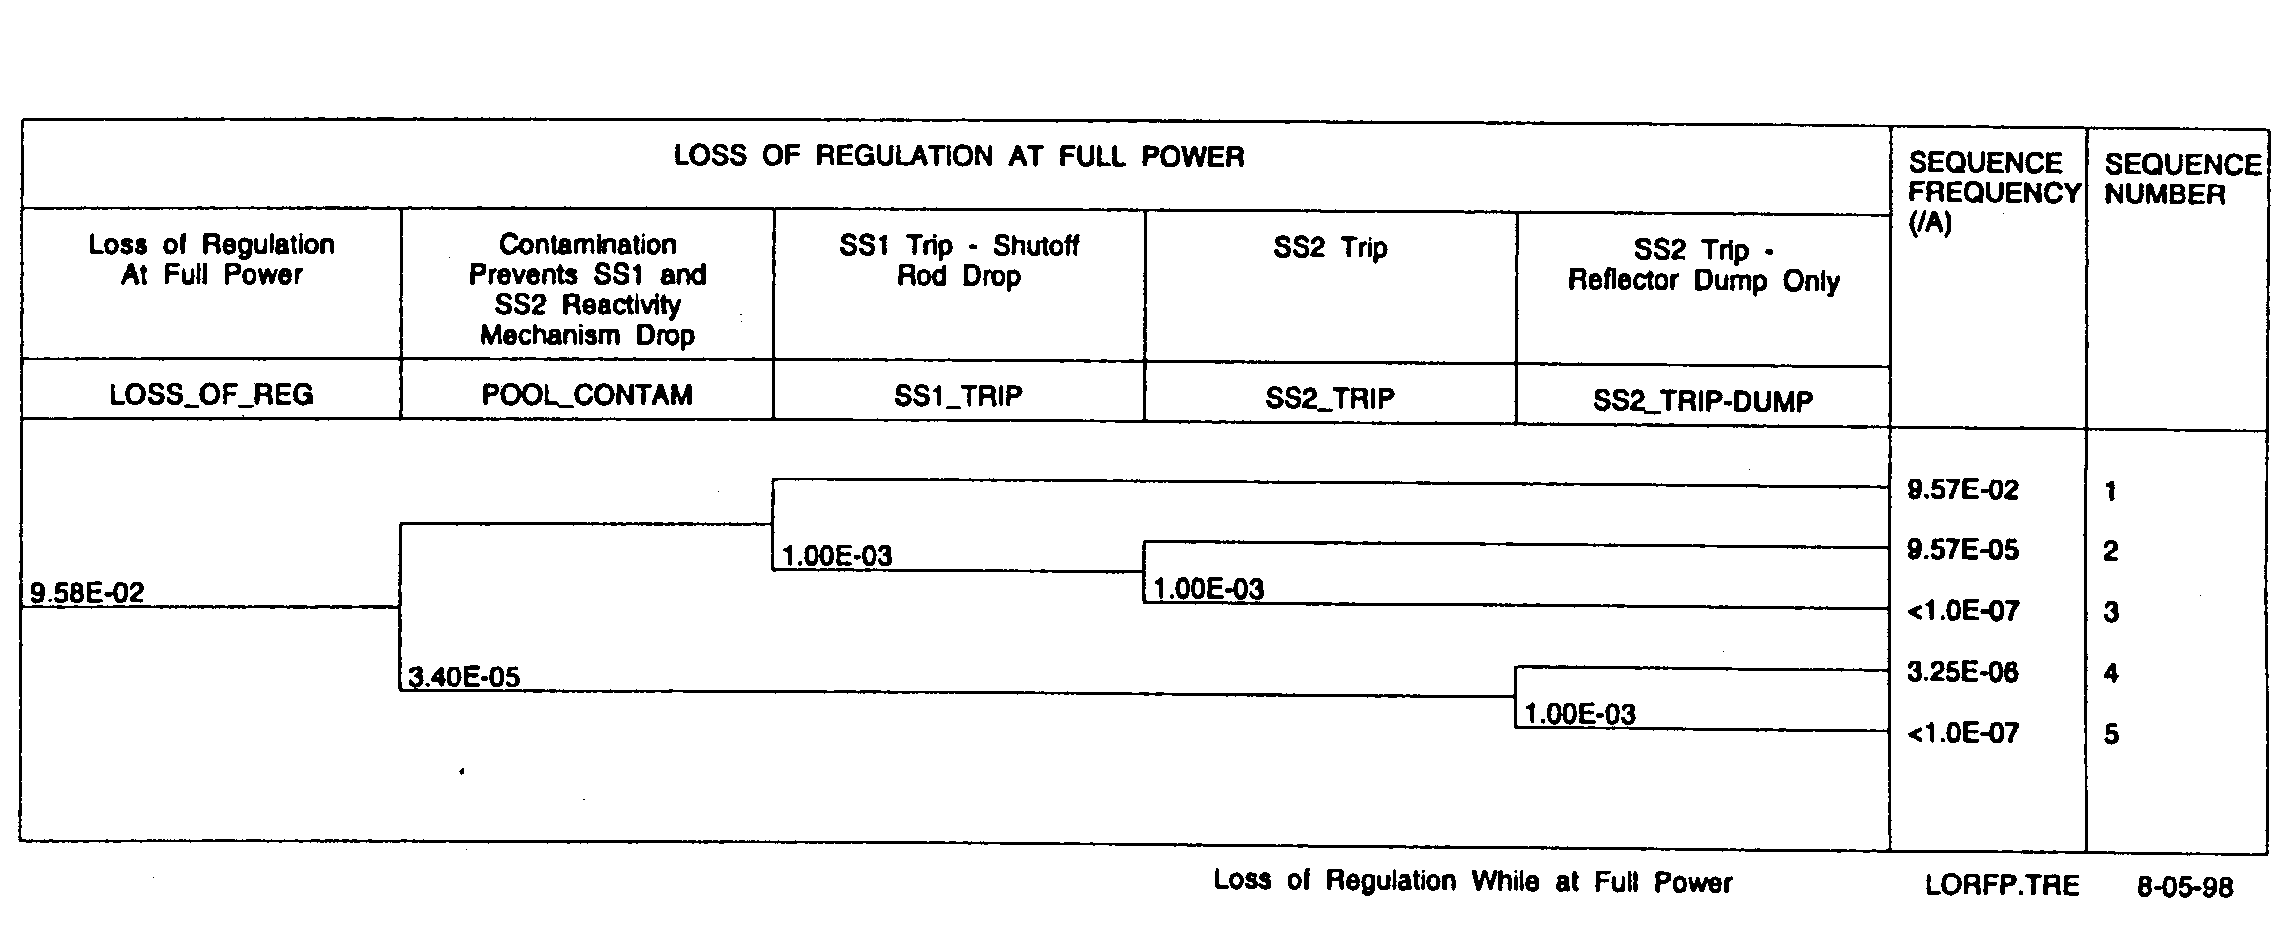 LOSS OF REGULATION AT FULL POWER
SEQUENCE
FREQUENCY
(/A)
SEQUENCE
NUMBER
Loss of Regulation
At Full Power
Contamination
Prevents SS1 and
SS2 Reactivity
Mechanism Drop
SS1 Trip - Shutoff
Rod Drop
SS2 Trip
SS2 Trip -
Reflector Dump Only
LOSS_OF_REG
POOL_CONTAM
SS1_TRIP
SS2_TRIP
SS2_TRIP-DUMP
9.57E-02 1
1.00E-03
9.57E-05 2
9.58E-02
1.00E-03
<1.0E-07 3
3.40E-05
3.25E-06 4
1.00E-03
<1.0E-07 5
Loss of Regulation While at Full Power LORFP.TRE 8-05-98